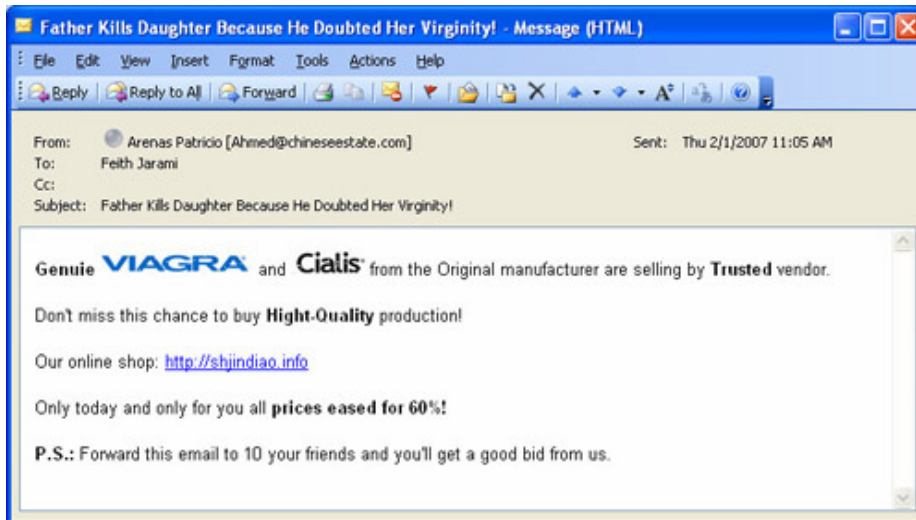 Father Kills Daughter Because He Doubted Her Virginity! - Message (HTML)
File Edit View Insert Format Tools Actions Help
Reply Reply to All Forward
From: Arenas Patricio [Ahmed@chineseestate.com] Sent: Thu 2/1/2007 11:05 AM
To: Feith Jarami
Cc:
Subject: Father Kills Daughter Because He Doubted Her Virginity!
Genuie VIAGRA and Cialis from the Original manufacturer are selling by Trusted vendor.
Don't miss this chance to buy Hight-Quality production!
Our online shop: http://shjindiao.info
Only today and only for you all prices eased for 60%!
P.S.: Forward this email to 10 your friends and you'll get a good bid from us.